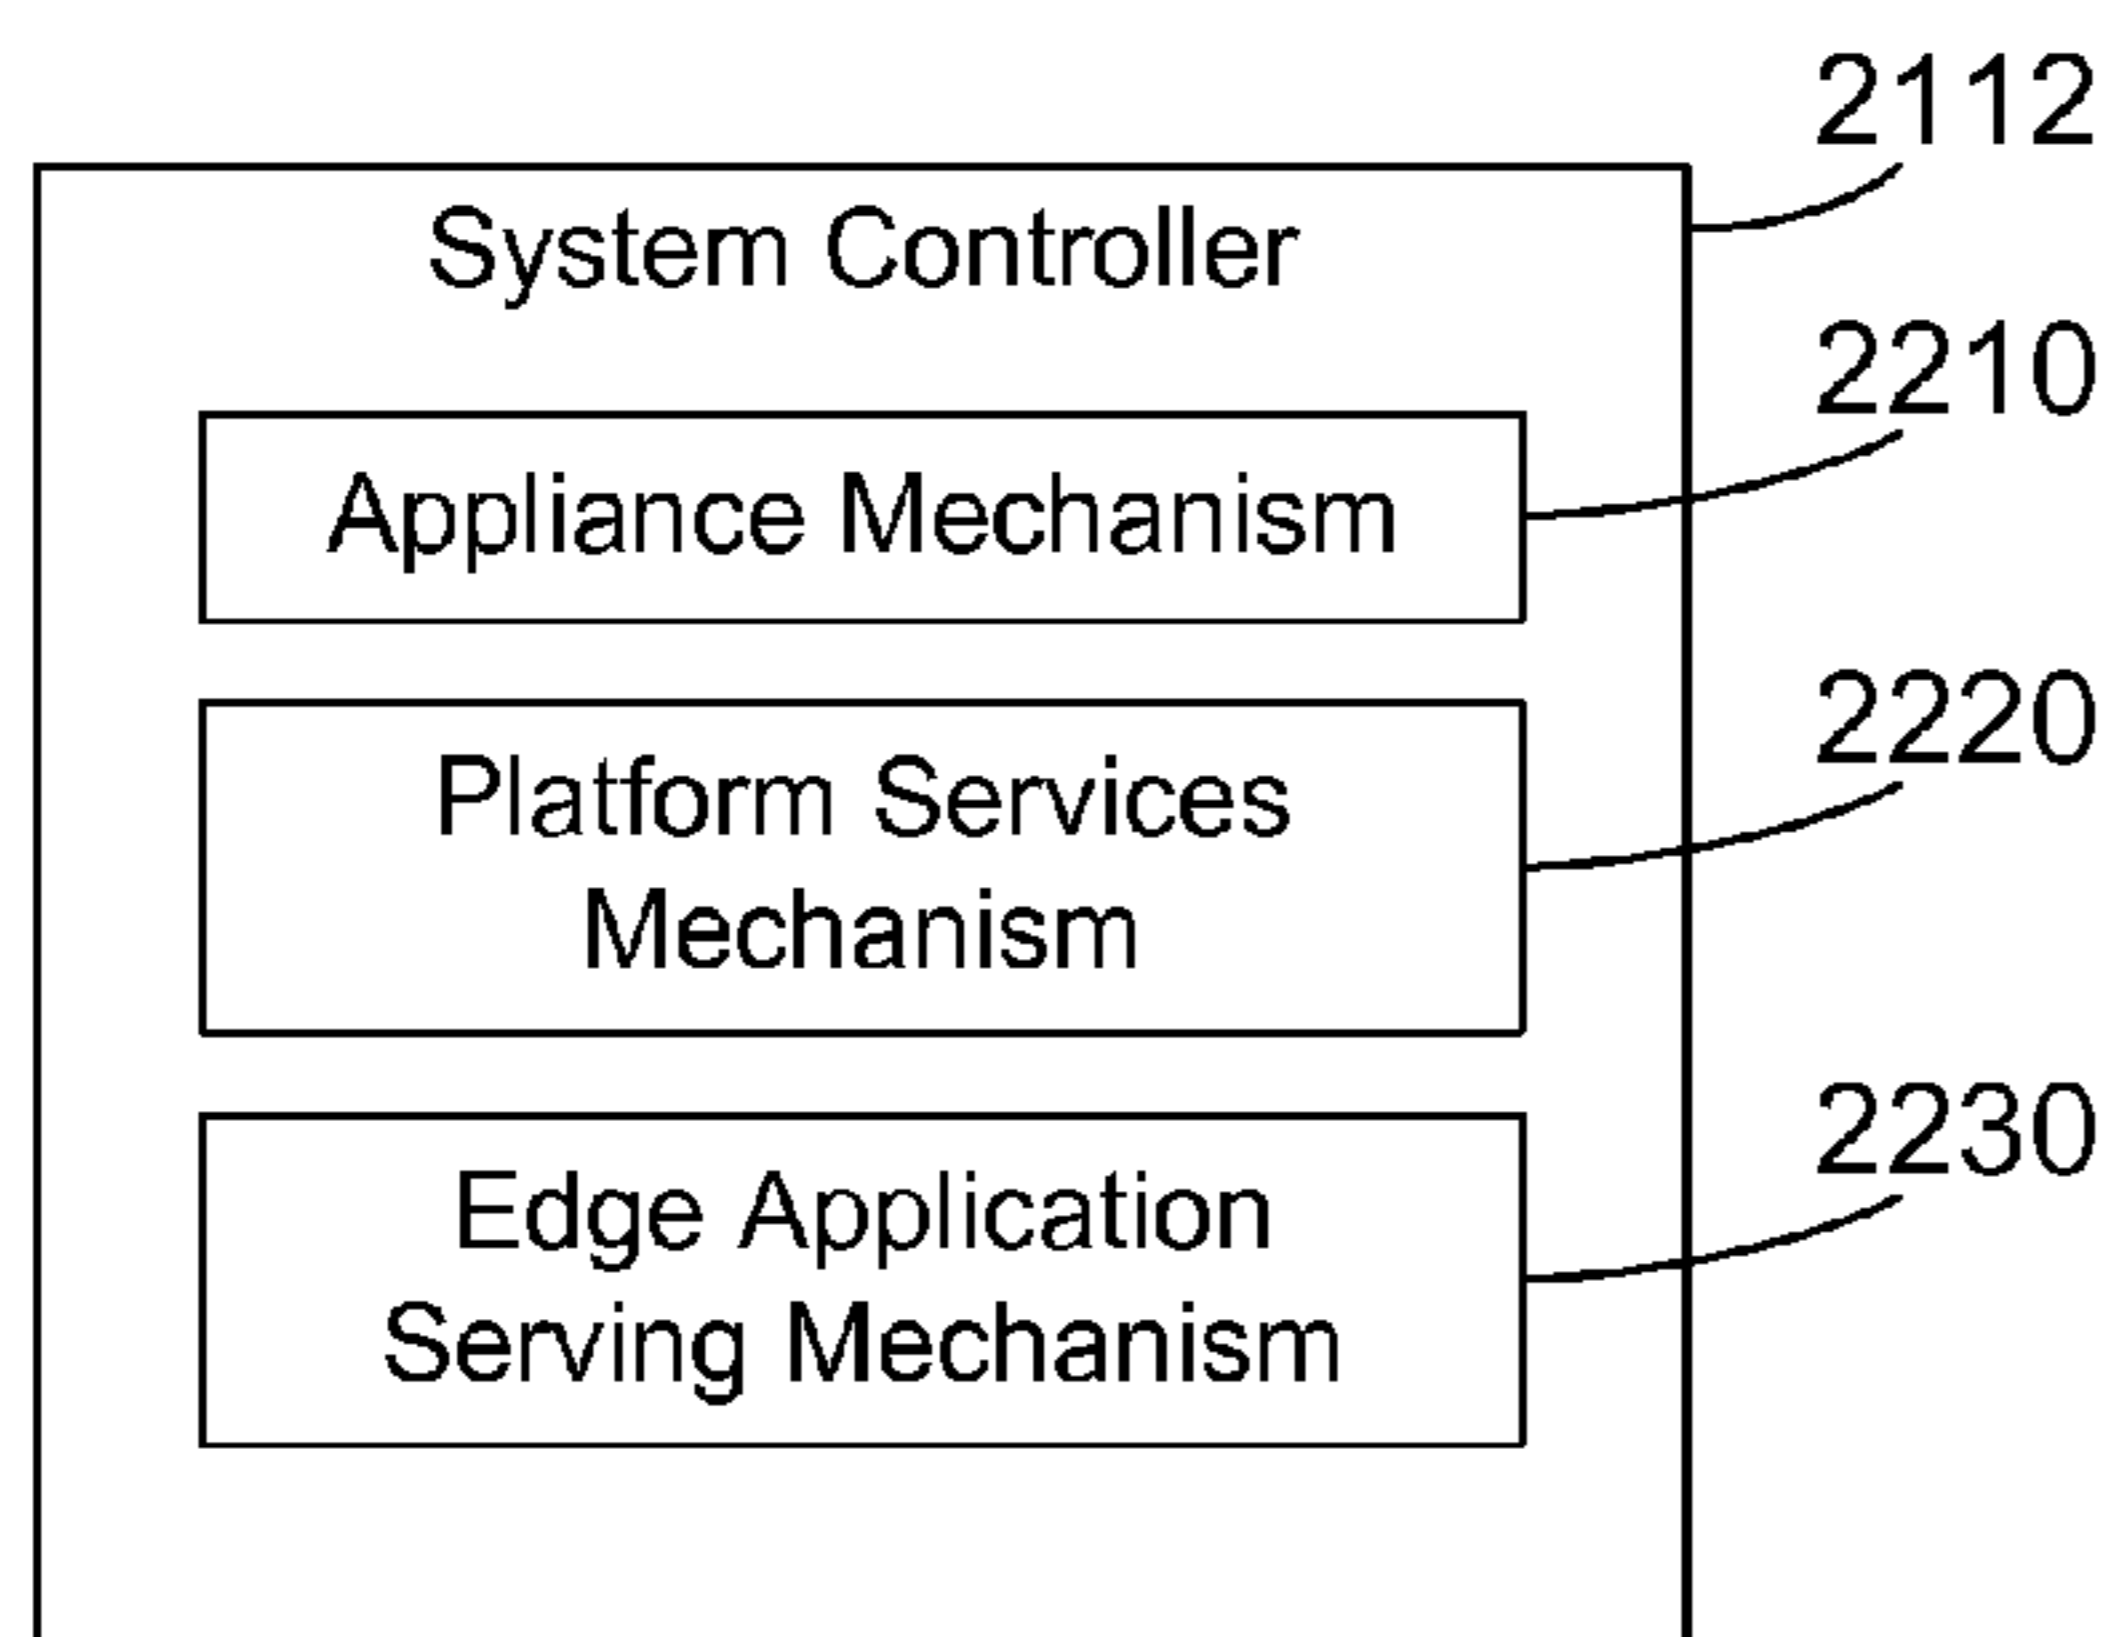 2112
System Controller
2210
Appliance Mechanism
2220
Platform Services
Mechanism
2230
Edge Application
Serving Mechanism